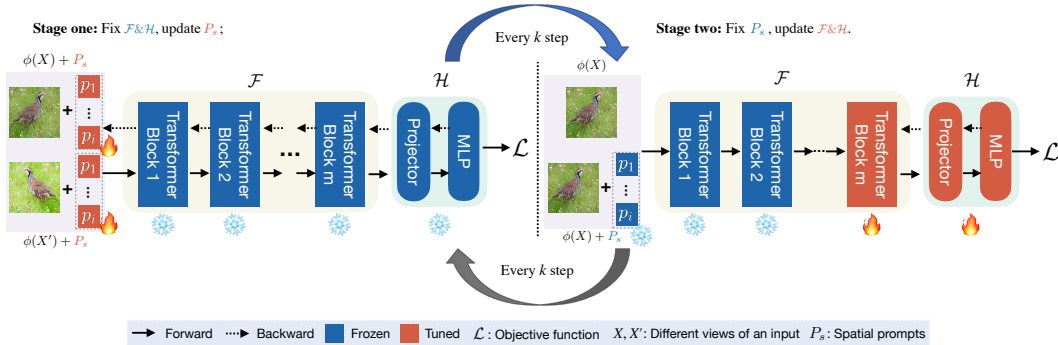 Stage one: Fix ℱ&ℋ, update P_s;
Every k step
Stage two: Fix P_s, update ℱ&ℋ.
ϕ(X) + P_s
p_1
⋮
p_i
p_1
⋮
p_i
ϕ(X′) + P_s
+
+
ℱ
Transformer Block 1
Transformer Block 2
...
Transformer Block m
ℋ
Projector
MLP
ℒ
ϕ(X)
+
p_1
⋮
p_i
ϕ(X) + P_s
ℱ
Transformer Block 1
Transformer Block 2
Transformer Block m
ℋ
Projector
MLP
ℒ
Every k step
Forward Backward Frozen Tuned ℒ: Objective function X, X′: Different views of an input P_s: Spatial prompts